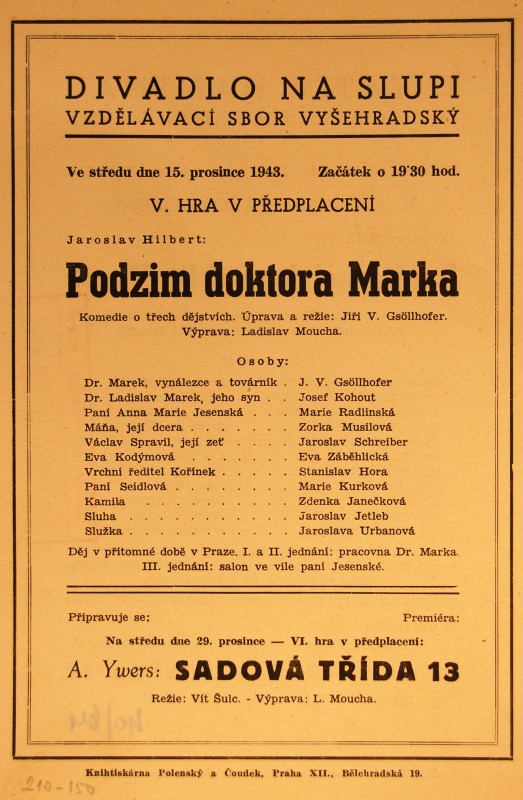 DIVADLO NA SLUPI
VZDĚLÁVACÍ SBOR VYŠEHRADSKÝ
Ve středu dne 15. prosince 1943. Začátek o 19˙30 hod.
V. HRA V PŘEDPLACENÍ
Jaroslav Hilbert:
Podzim doktora Marka
Komedie o třech dějstvích. Úprava a režie: Jiří V. Gsöllhofer.
Výprava: Ladislav Moucha.
Osoby:
Dr. Marek, vynálezce a továrník . J. V. Gsöllhofer
Dr. Ladislav Marek, jeho syn . . Josef Kohout
Paní Anna Marie Jesenská . . . Marie Radlinská
Máňa, její dcera . . . . . . . Zorka Musilová
Václav Spravil, její zeť . . . . Jaroslav Schreiber
Eva Kodýmová . . . . . . . Eva Záběhlická
Vrchní ředitel Kořínek . . . . . Stanislav Hora
Paní Seidlová . . . . . . . . Marie Kurková
Kamila . . . . . . . . . . Zdenka Janečková
Sluha . . . . . . . . . . . Jaroslav Jetleb
Služka . . . . . . . . . . . Jaroslava Urbanová
Děj v přítomné době v Praze. I. a II. jednání: pracovna Dr. Marka.
III. jednání: salon ve vile paní Jesenské.
Připravuje se: Premiéra:
Na středu dne 29. prosince — VI. hra v předplacení:
A. Ywers: SADOVÁ TŘÍDA 13
Režie: Vít Šulc. - Výprava: L. Moucha.
Knihtiskárna Polenský a Čoudek, Praha XII., Bělehradská 19.
210-150